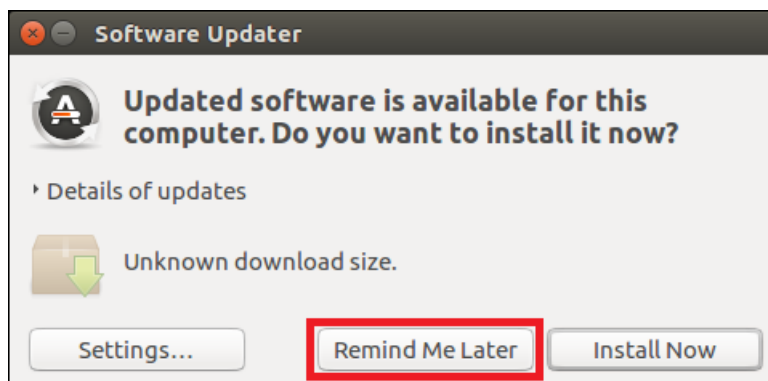 Software Updater
Updated software is available for this
computer. Do you want to install it now?
Details of updates
Unknown download size.
Settings... Remind Me Later Install Now